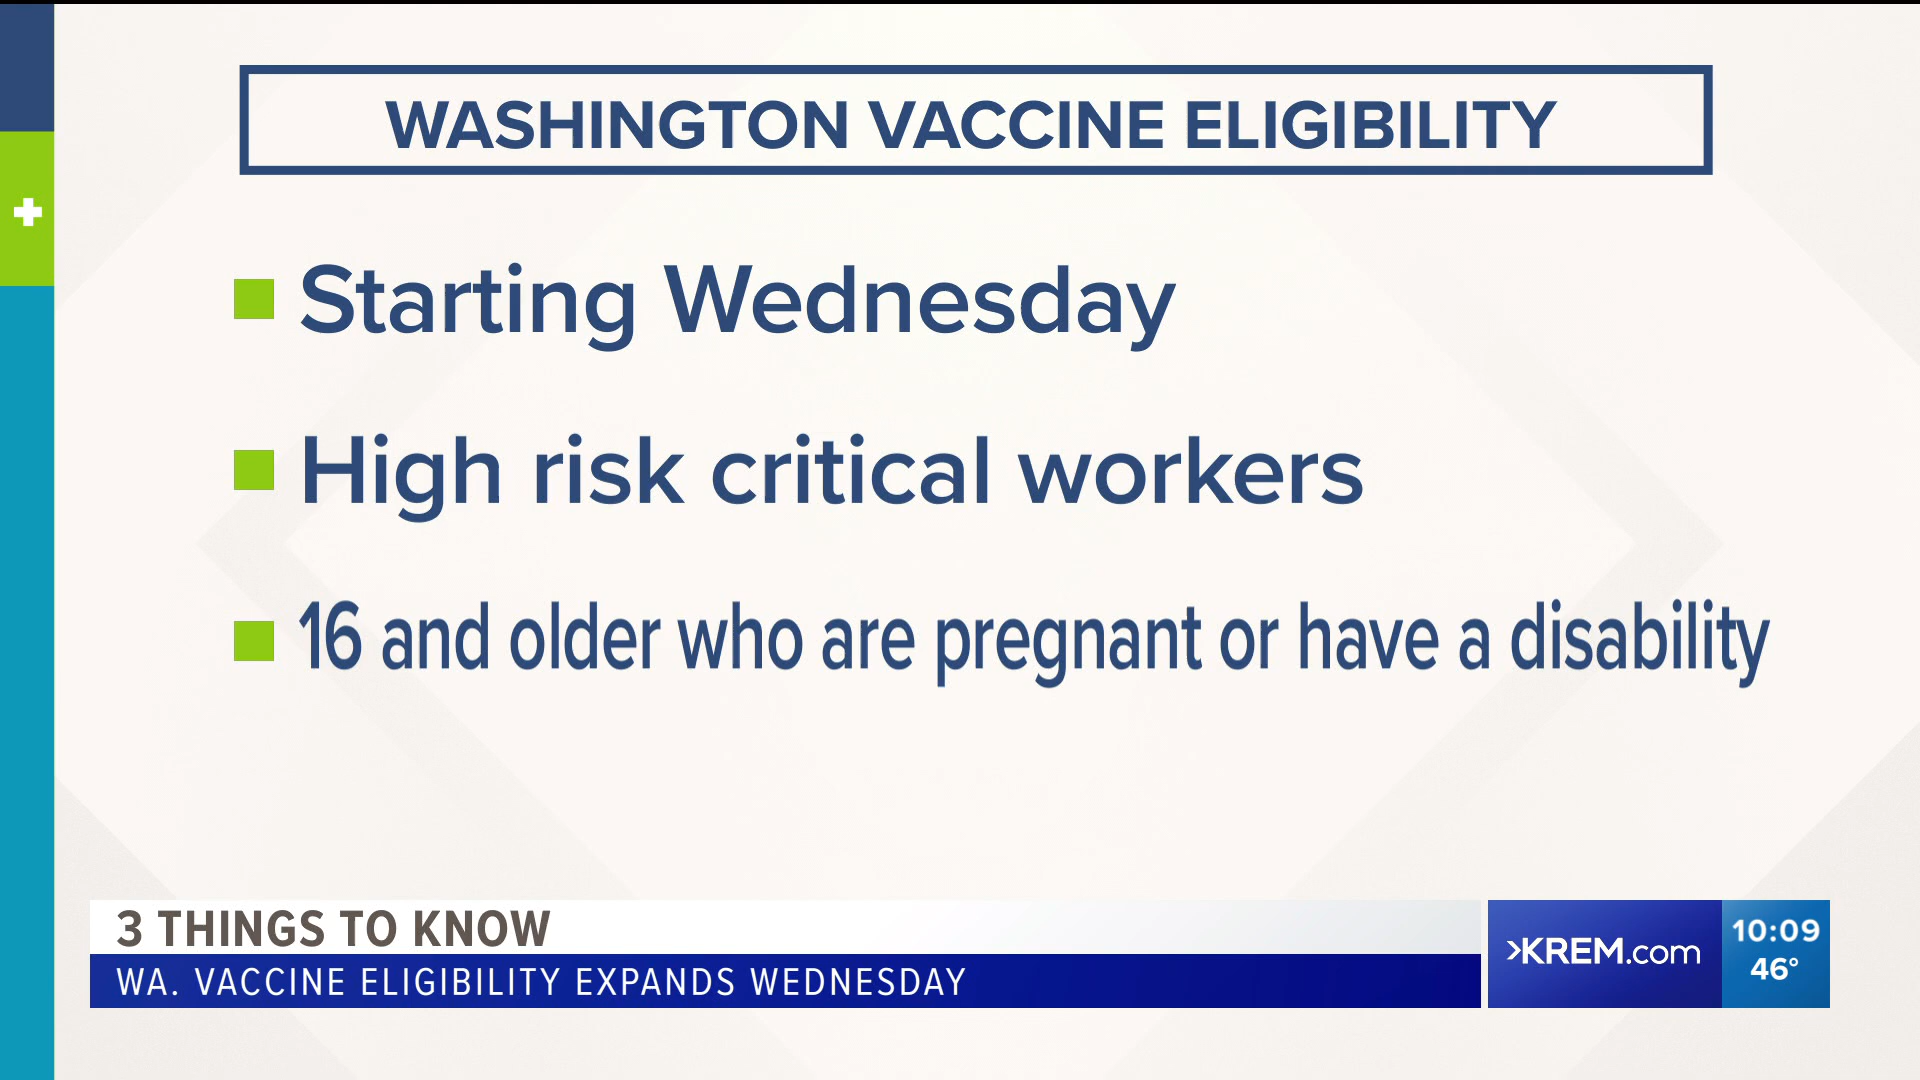 WASHINGTON VACCINE ELIGIBILITY
Starting Wednesday
High risk critical workers
16 and older who are pregnant or have a disability
3 THINGS TO KNOW
WA. VACCINE ELIGIBILITY EXPANDS WEDNESDAY
KREM.com
10:09
46°